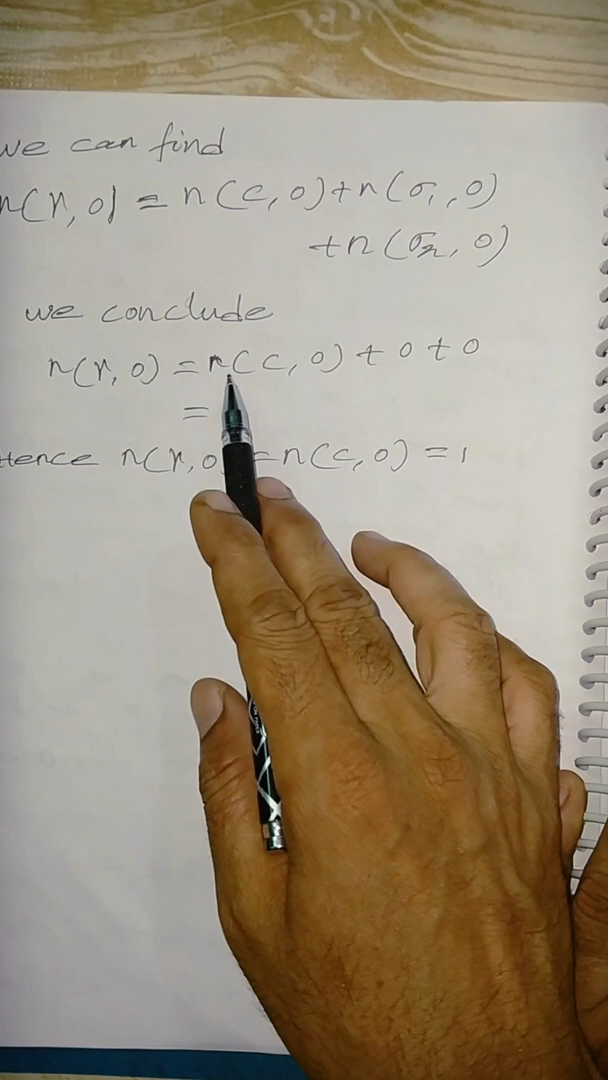 we can find
n(r, 0) = n(c, 0) + n(σ1, 0)
+ n(σ2, 0)
we conclude
n(r, 0) = n(c, 0) + 0 + 0
=
Hence n(r, 0) = n(c, 0) = 1